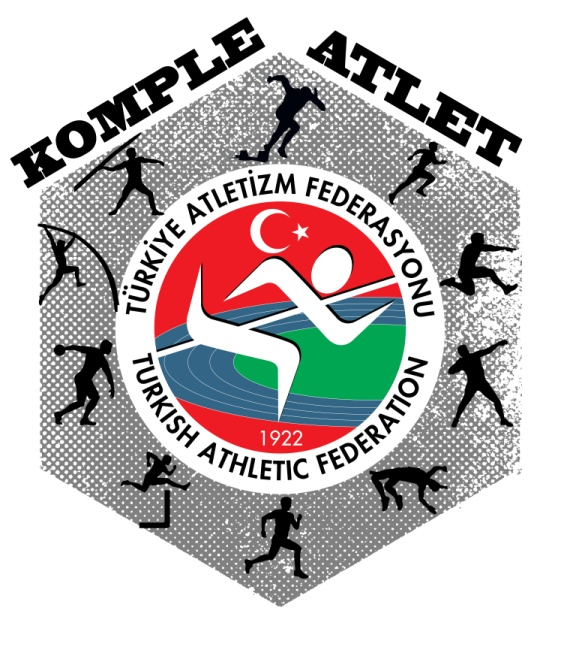 KOMPLE ATLET
TÜRKİYE ATLETİZM FEDERASYONU
1922
TURKISH ATHLETIC FEDERATION